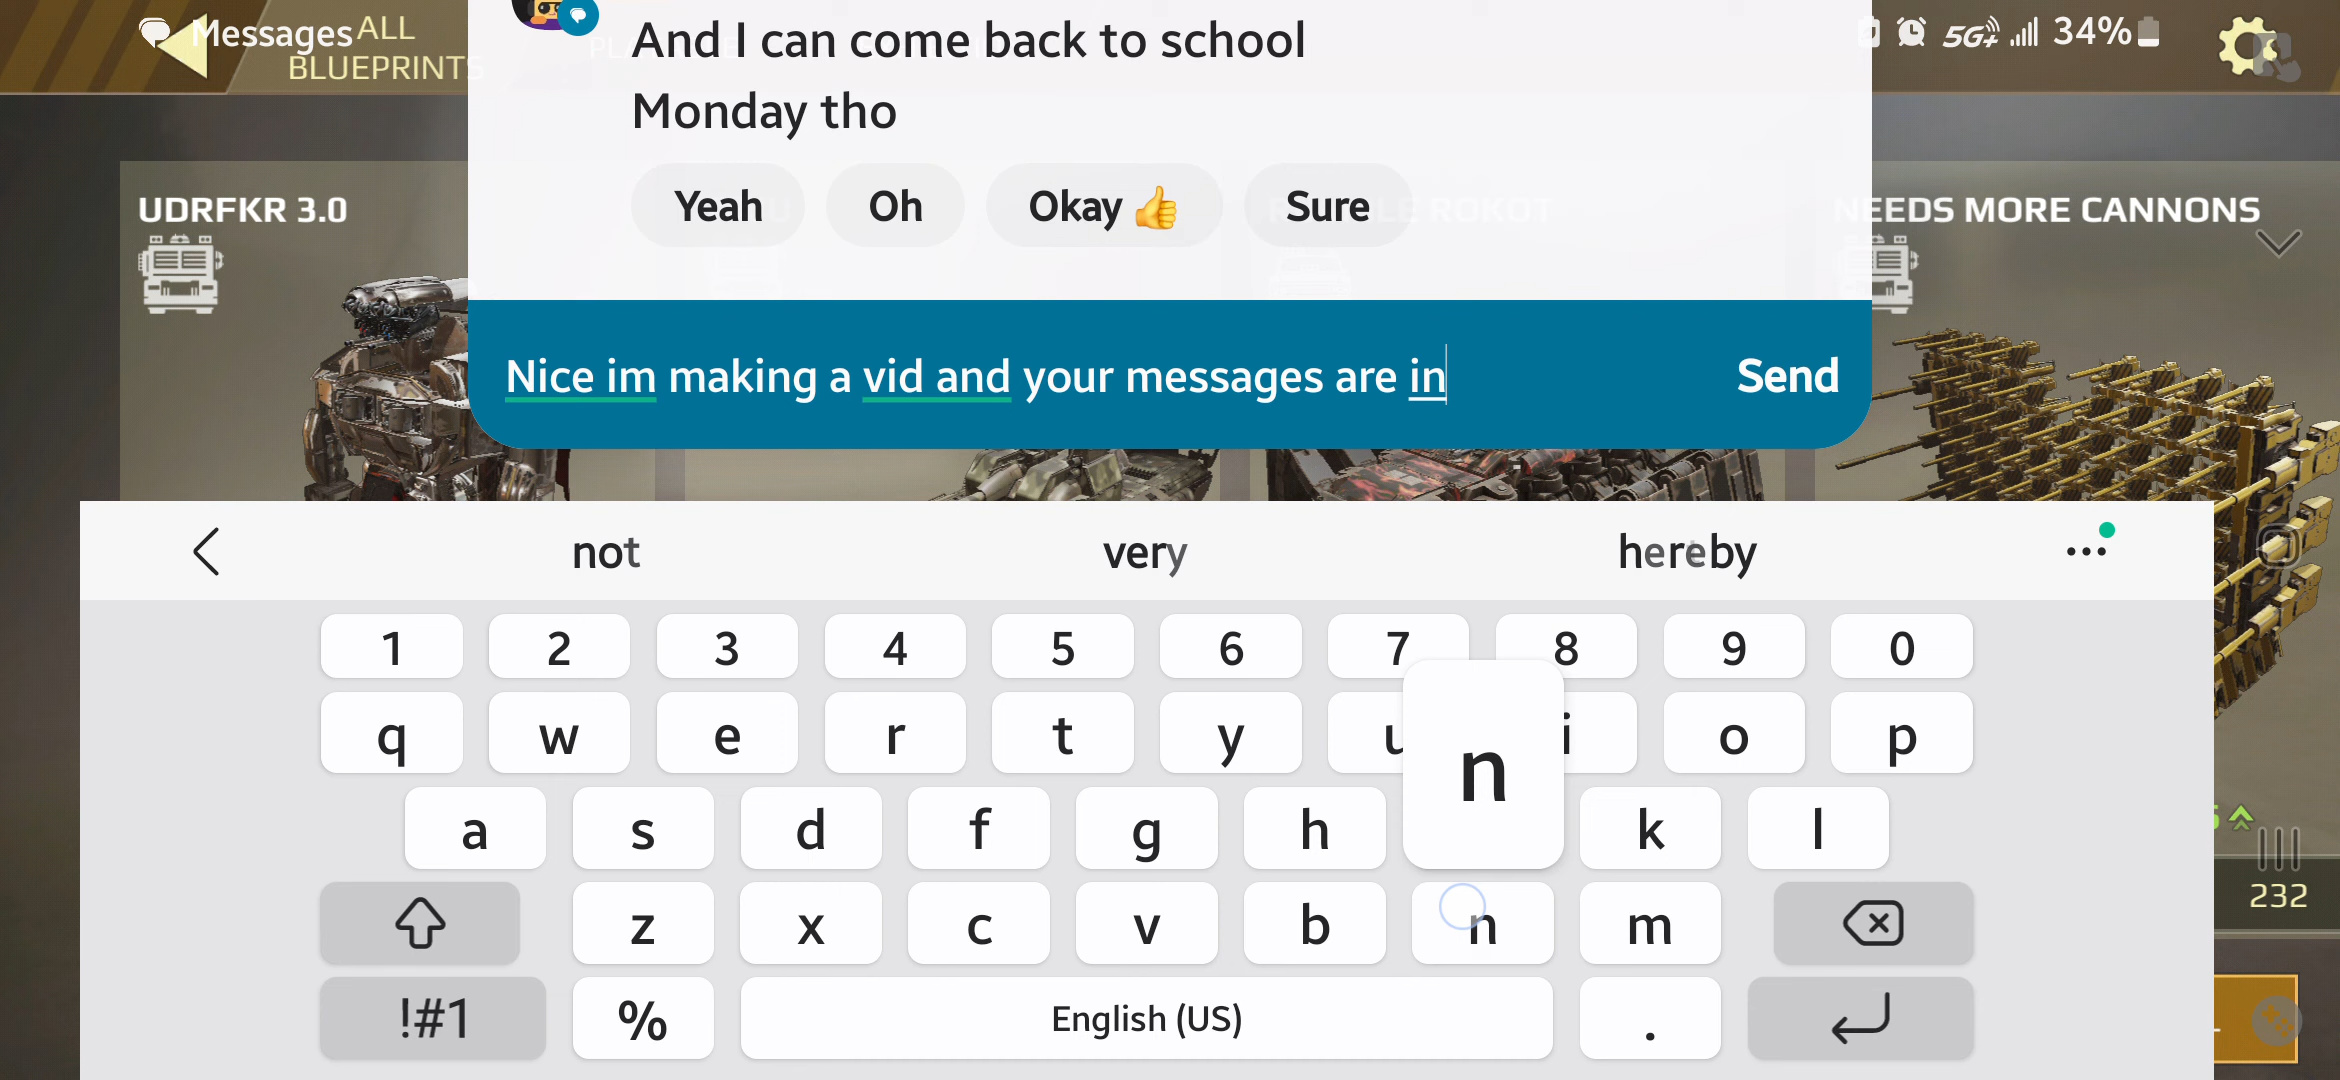 Messages
ALL
BLUEPRINTS
And I can come back to school
Monday tho
5G+ 34%
Yeah Oh Okay 👍 Sure
UDRFKR 3.0
NEEDS MORE CANNONS
Nice im making a vid and your messages are in
Send
not very hereby
1 2 3 4 5 6 7 8 9 0
q w e r t y u i o p
a s d f g h n k l
z x c v b n m
!#1 % English (US) .
232